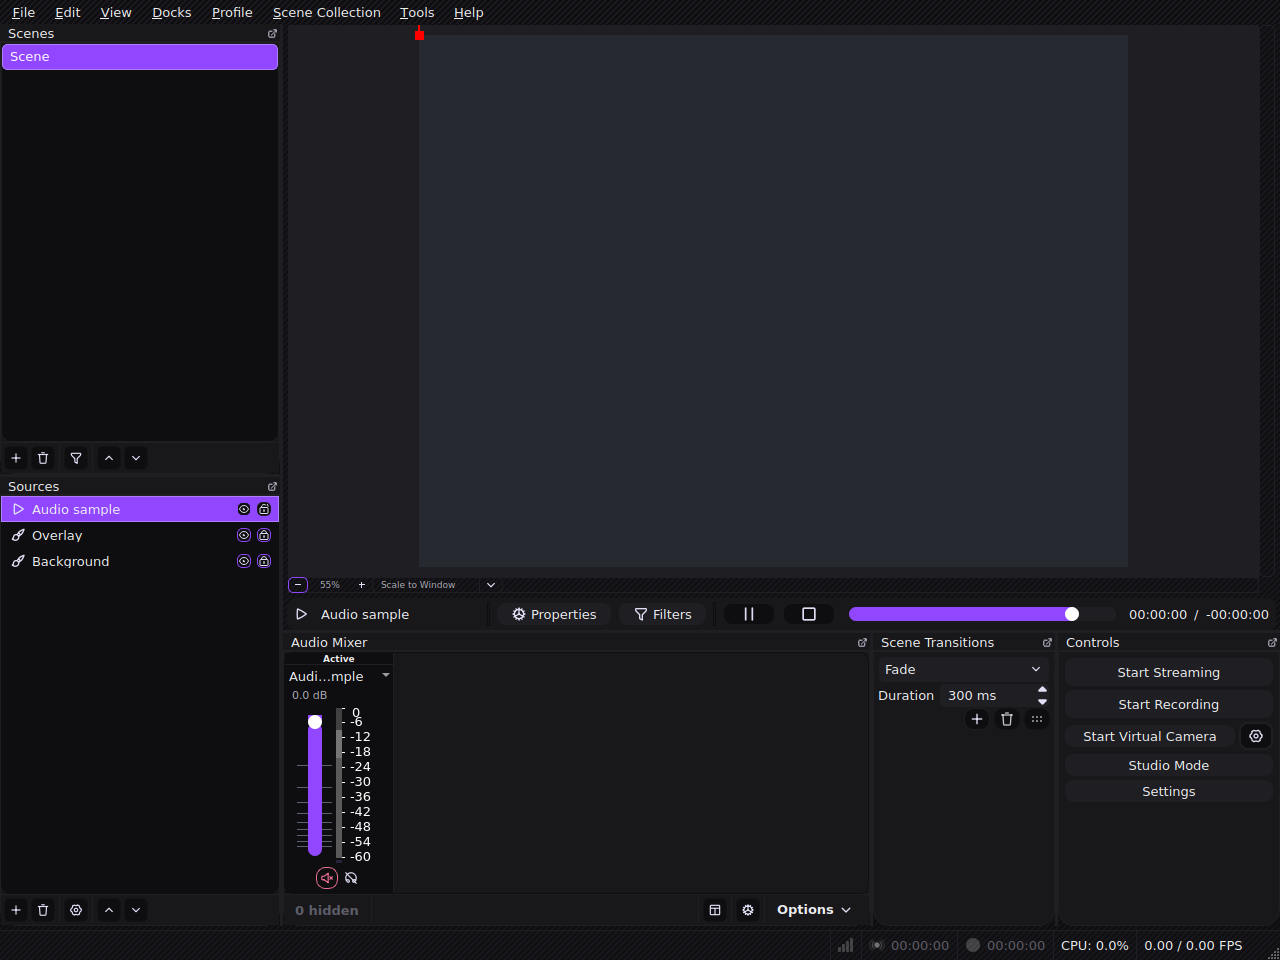 File Edit View Docks Profile Scene Collection Tools Help
Scenes
Scene
Sources
Audio sample
Overlay
Background
55% Scale to Window
Audio sample Properties Filters 00:00:00 / -00:00:00
Audio Mixer
Active
Audi...mple
0.0 dB
0
-6
-12
-18
-24
-30
-36
-42
-48
-54
-60
0 hidden
Options
Scene Transitions
Fade
Duration 300 ms
Controls
Start Streaming
Start Recording
Start Virtual Camera
Studio Mode
Settings
00:00:00 00:00:00 CPU: 0.0% 0.00 / 0.00 FPS